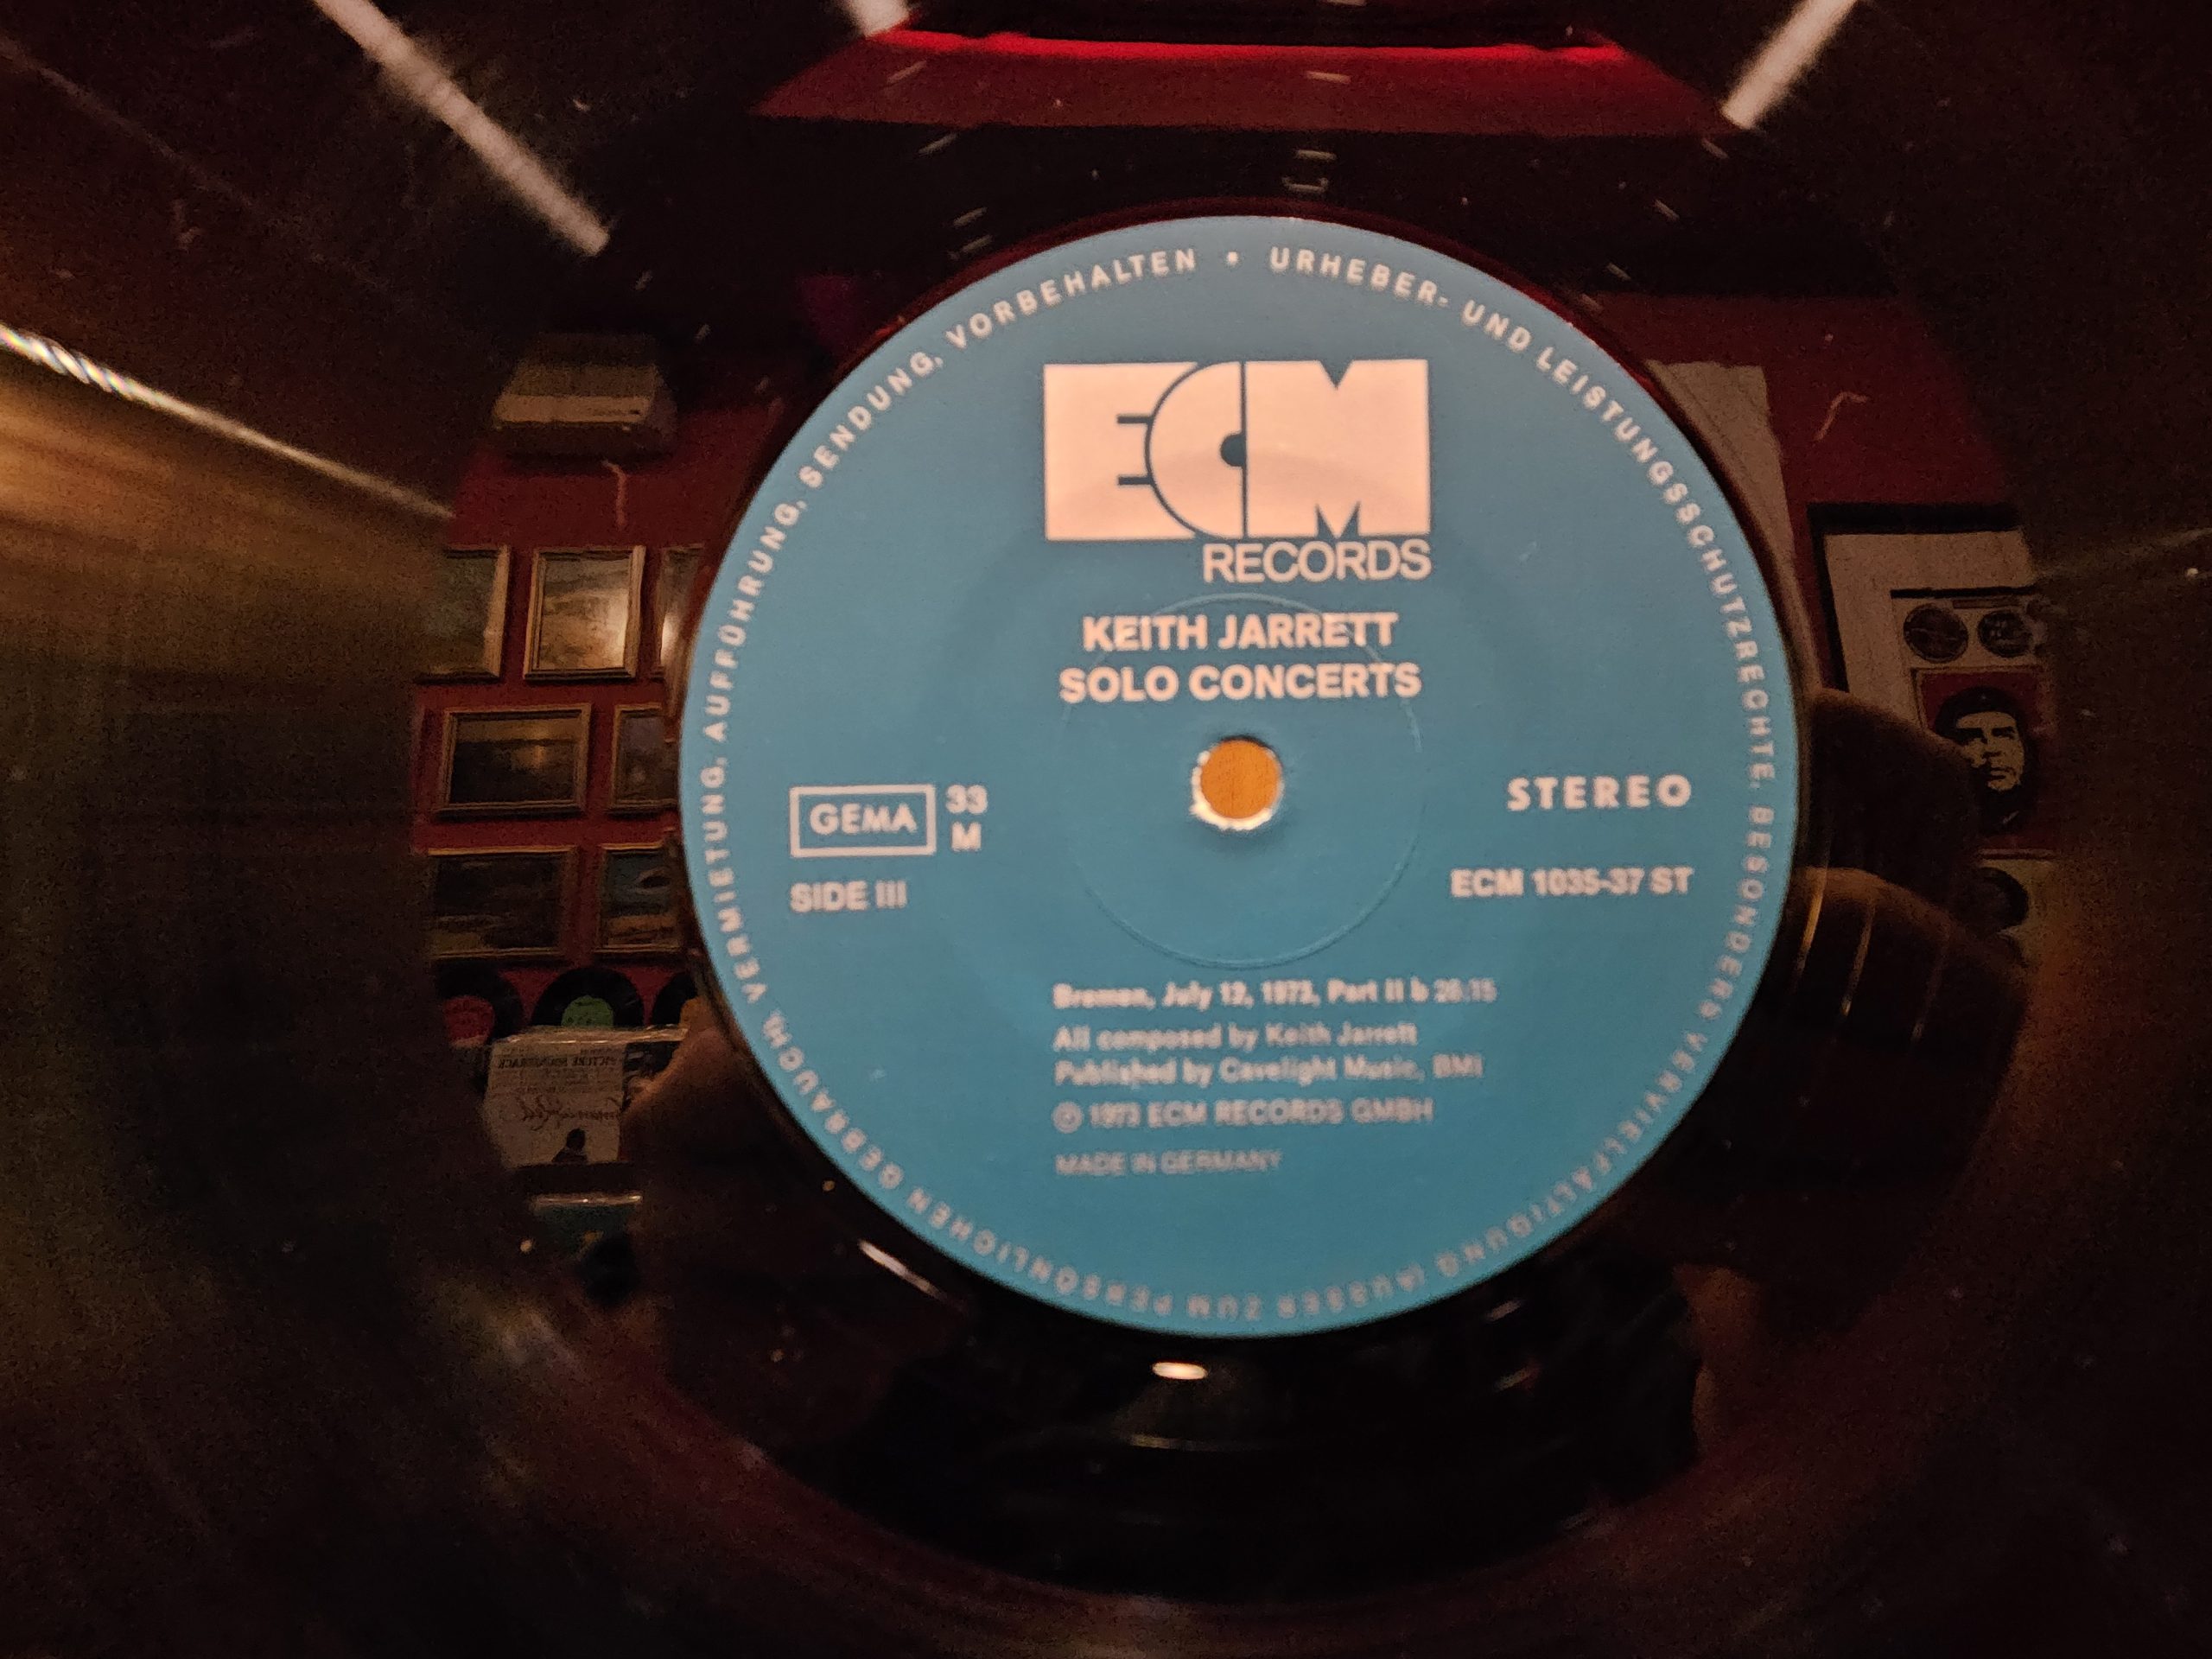 URHEBER- UND LEISTUNGSSCHUTZRECHTE, BESONDERS VERVIELFÄLTIGUNG (AUSSER ZUM PERSÖNLICHEN GEBRAUCH), VERMIETUNG, AUFFÜHRUNG, SENDUNG, VORBEHALTEN •
ECM
RECORDS
KEITH JARRETT
SOLO CONCERTS
GEMA
33
M
STEREO
SIDE III
ECM 1035-37 ST
Bremen, July 12, 1973, Part II b 26:15
All composed by Keith Jarrett
Published by Cavelight Music, BMI
℗ 1973 ECM RECORDS GMBH
MADE IN GERMANY